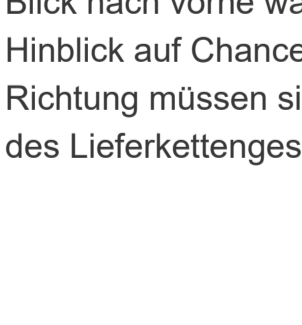 Blick nach vorne wa
Hinblick auf Chance
Richtung müssen si
des Lieferkettenges